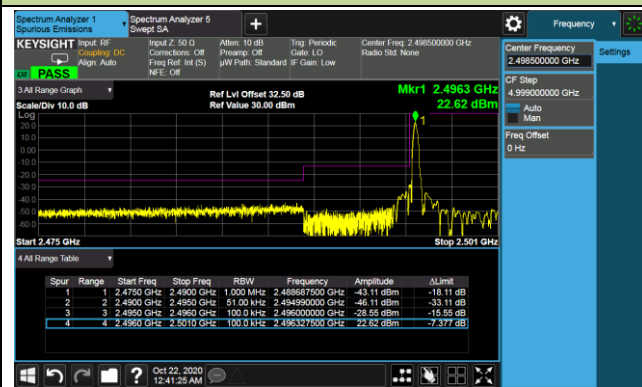 Spectrum Analyzer 1
Spurious Emissions
Spectrum Analyzer 5
Swept SA
Frequency
KEYSIGHT
Input: RF
Coupling: DC
Align: Auto
Input Z: 50 Ω
Corrections: Off
Freq Ref: Int (S)
NFE: Off
Atten: 10 dB
Preamp: Off
µW Path: Standard
Trig: Periodic
Gate: LO
IF Gain: Low
Center Freq: 2.498500000 GHz
Radio Std: None
PASS
Center Frequency
2.498500000 GHz
Settings
CF Step
4.999000000 GHz
Auto
Man
Freq Offset
0 Hz
3 All Range Graph
Scale/Div 10.0 dB
Ref Lvl Offset 32.50 dB
Ref Value 30.00 dBm
Mkr1 2.4963 GHz
22.62 dBm
Log
20.0
10.0
0.00
-10.0
-20.0
-30.0
-40.0
-50.0
-60.0
1
Start 2.475 GHz
Stop 2.501 GHz
4 All Range Table
Spur Range Start Freq Stop Freq RBW Frequency Amplitude ΔLimit
1 1 2.4750 GHz 2.4900 GHz 1.000 MHz 2.488687500 GHz -43.11 dBm -18.11 dB
2 2 2.4900 GHz 2.4950 GHz 51.00 kHz 2.494990000 GHz -46.11 dBm -33.11 dB
3 3 2.4950 GHz 2.4960 GHz 100.0 kHz 2.496000000 GHz -28.55 dBm -15.55 dB
4 4 2.4960 GHz 2.5010 GHz 100.0 kHz 2.496327500 GHz 22.62 dBm -7.377 dB
Oct 22, 2020
12:41:25 AM